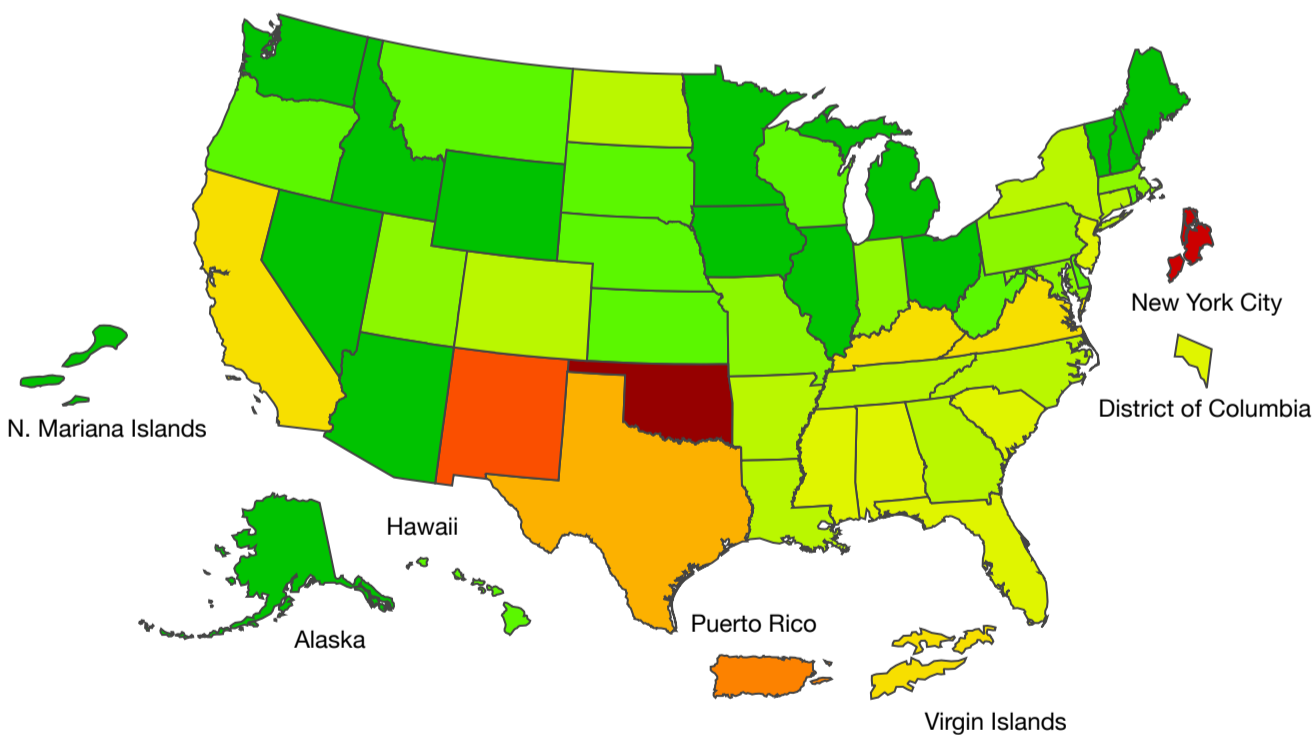 New York City
District of Columbia
N. Mariana Islands
Hawaii
Alaska
Puerto Rico
Virgin Islands